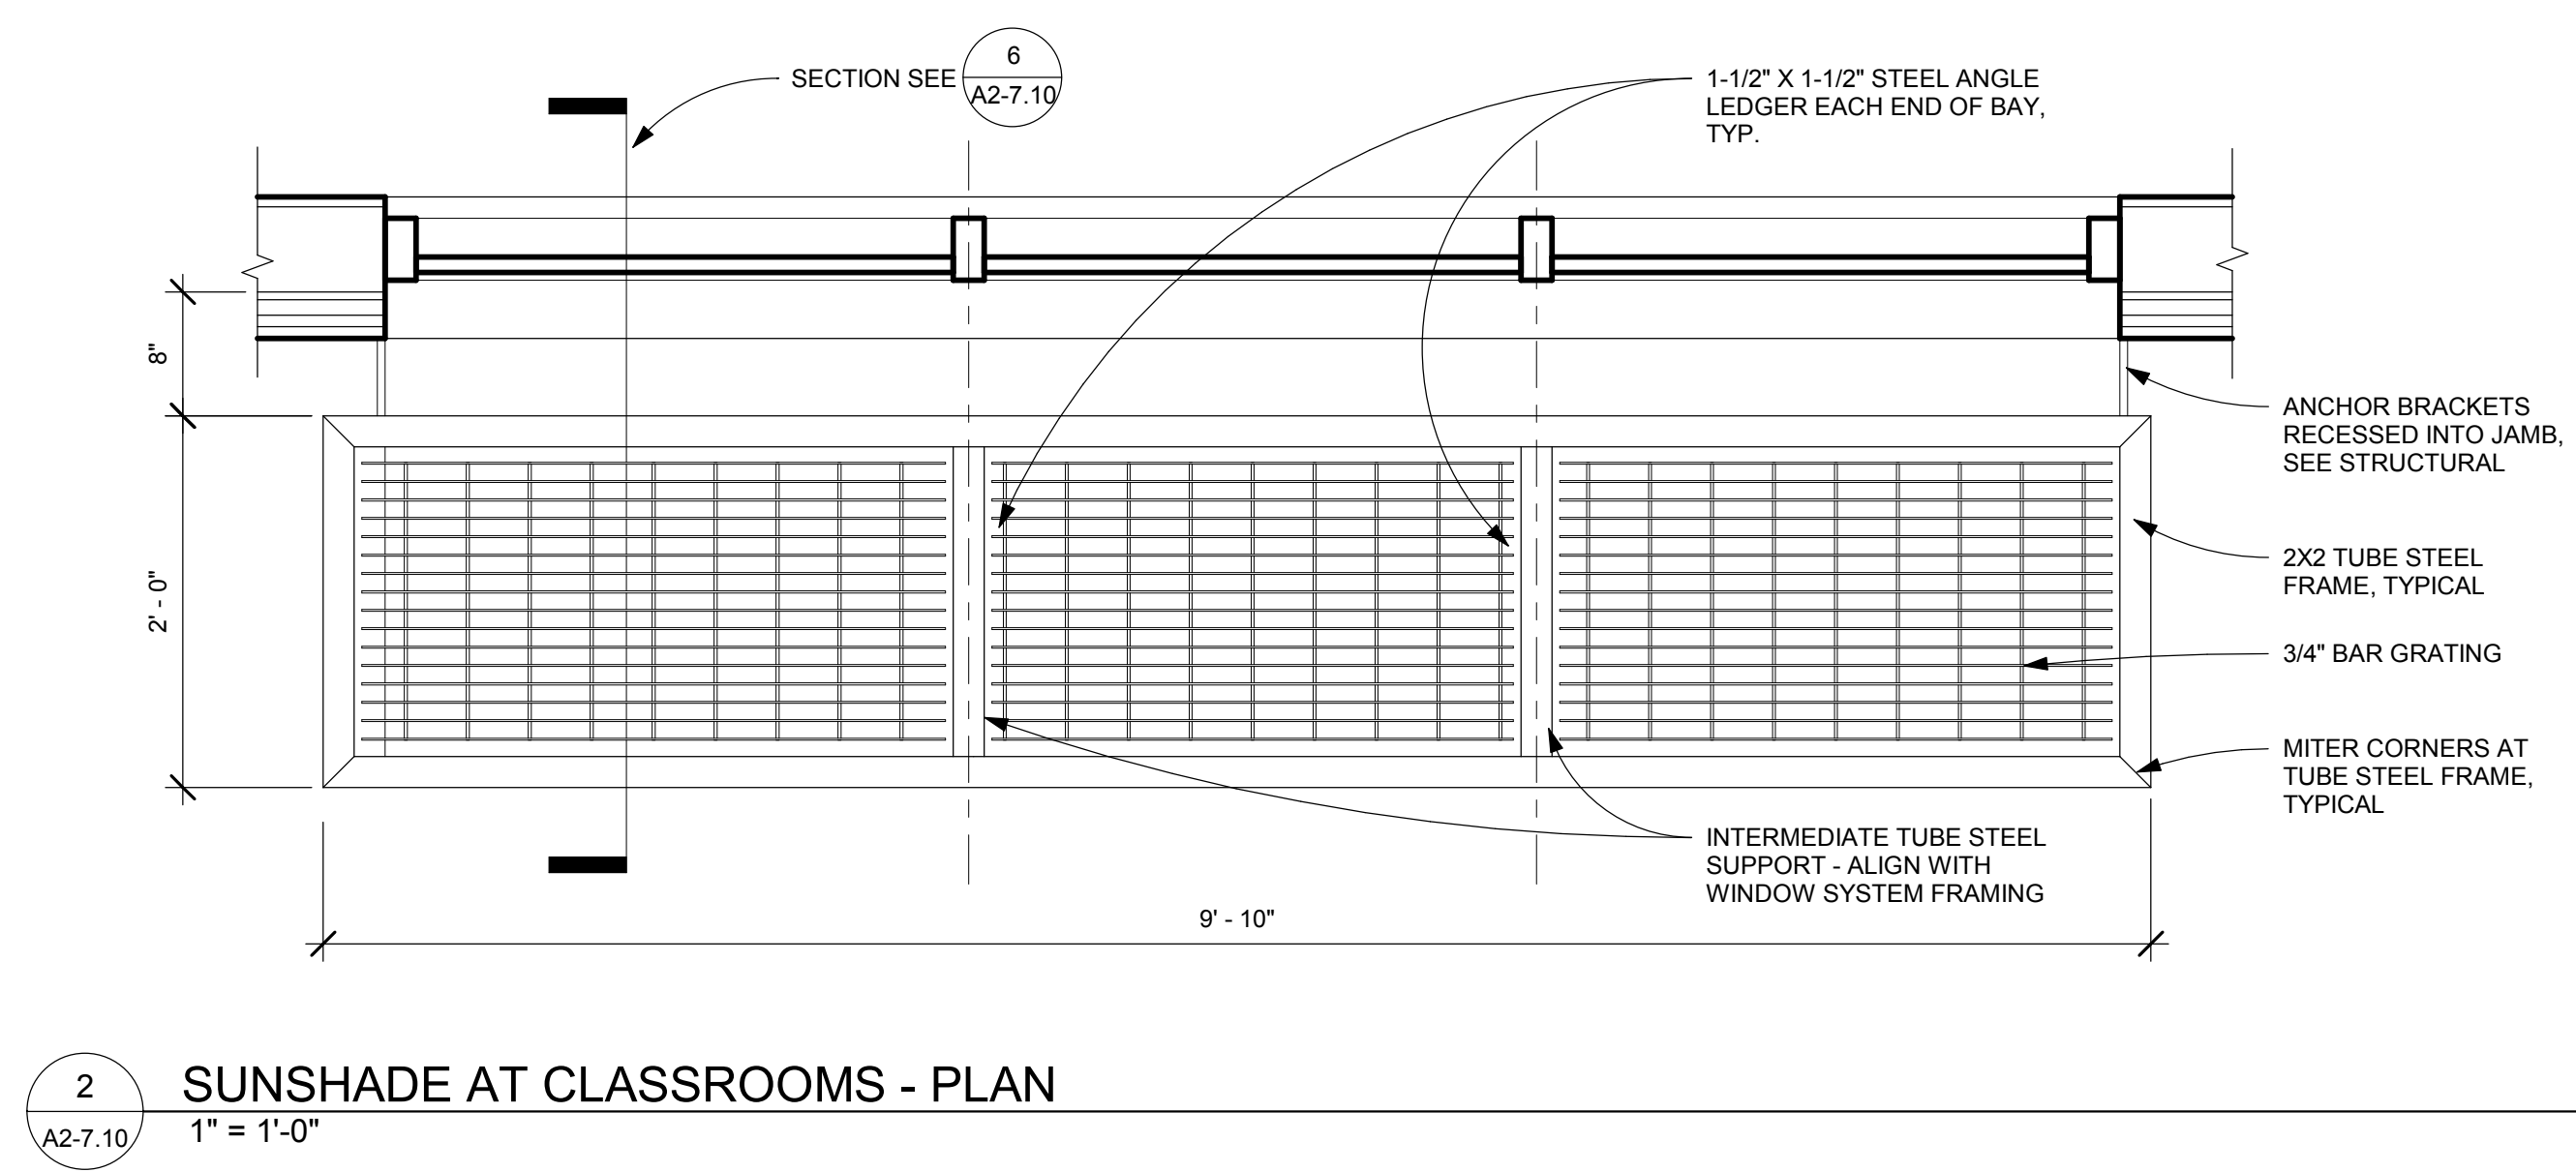 SECTION SEE
6
A2-7.10
1-1/2" X 1-1/2" STEEL ANGLE
LEDGER EACH END OF BAY,
TYP.
8"
2' - 0"
ANCHOR BRACKETS
RECESSED INTO JAMB,
SEE STRUCTURAL
2X2 TUBE STEEL
FRAME, TYPICAL
3/4" BAR GRATING
MITER CORNERS AT
TUBE STEEL FRAME,
TYPICAL
INTERMEDIATE TUBE STEEL
SUPPORT - ALIGN WITH
WINDOW SYSTEM FRAMING
9' - 10"
2
A2-7.10
SUNSHADE AT CLASSROOMS - PLAN
1" = 1'-0"